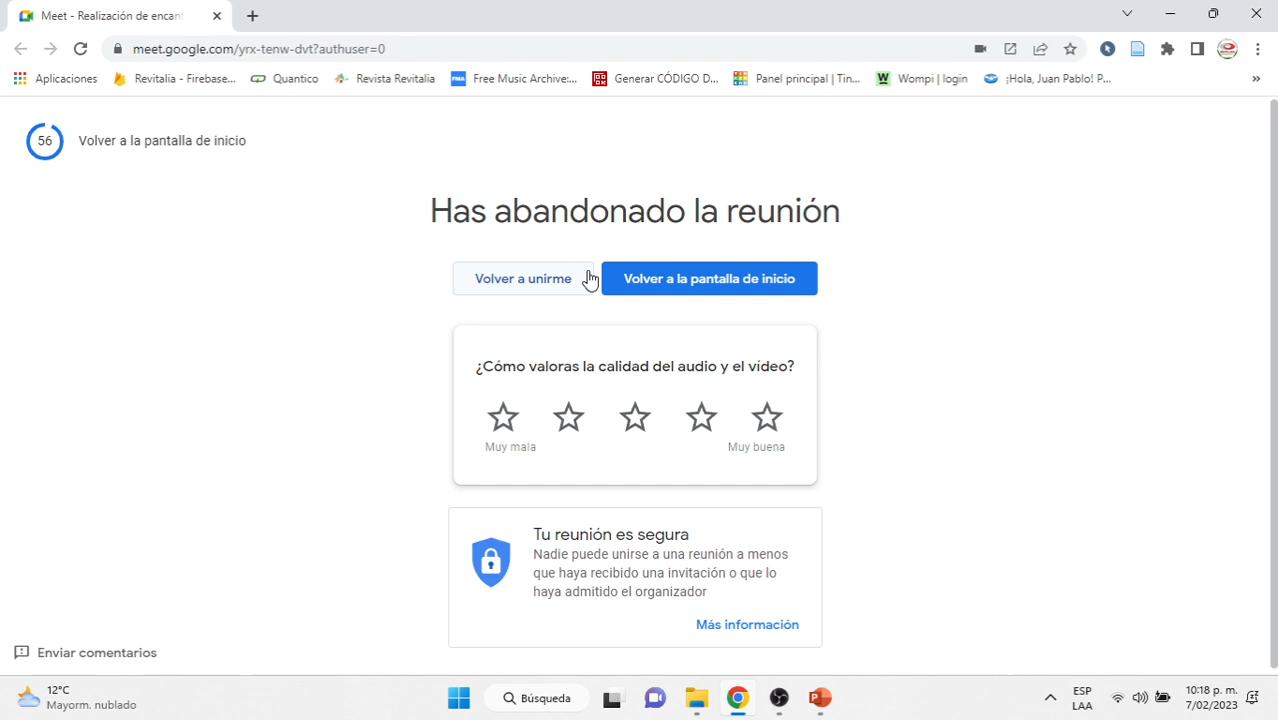 Meet - Realización de encan
meet.google.com/yrx-tenw-dvt?authuser=0
Aplicaciones
Revitalia - Firebase...
Quantico
Revista Revitalia
FMA
Free Music Archive:...
Generar CÓDIGO D...
Panel principal | Tin...
W
Wompi | login
¡Hola, Juan Pablo! P...
»
56
Volver a la pantalla de inicio
Has abandonado la reunión
Volver a unirme
Volver a la pantalla de inicio
¿Cómo valoras la calidad del audio y el vídeo?
Muy mala
Muy buena
Tu reunión es segura
Nadie puede unirse a una reunión a menos
que haya recibido una invitación o que lo
haya admitido el organizador
Más información
Enviar comentarios
12°C
Mayorm. nublado
Búsqueda
ESP
LAA
10:18 p. m.
7/02/2023